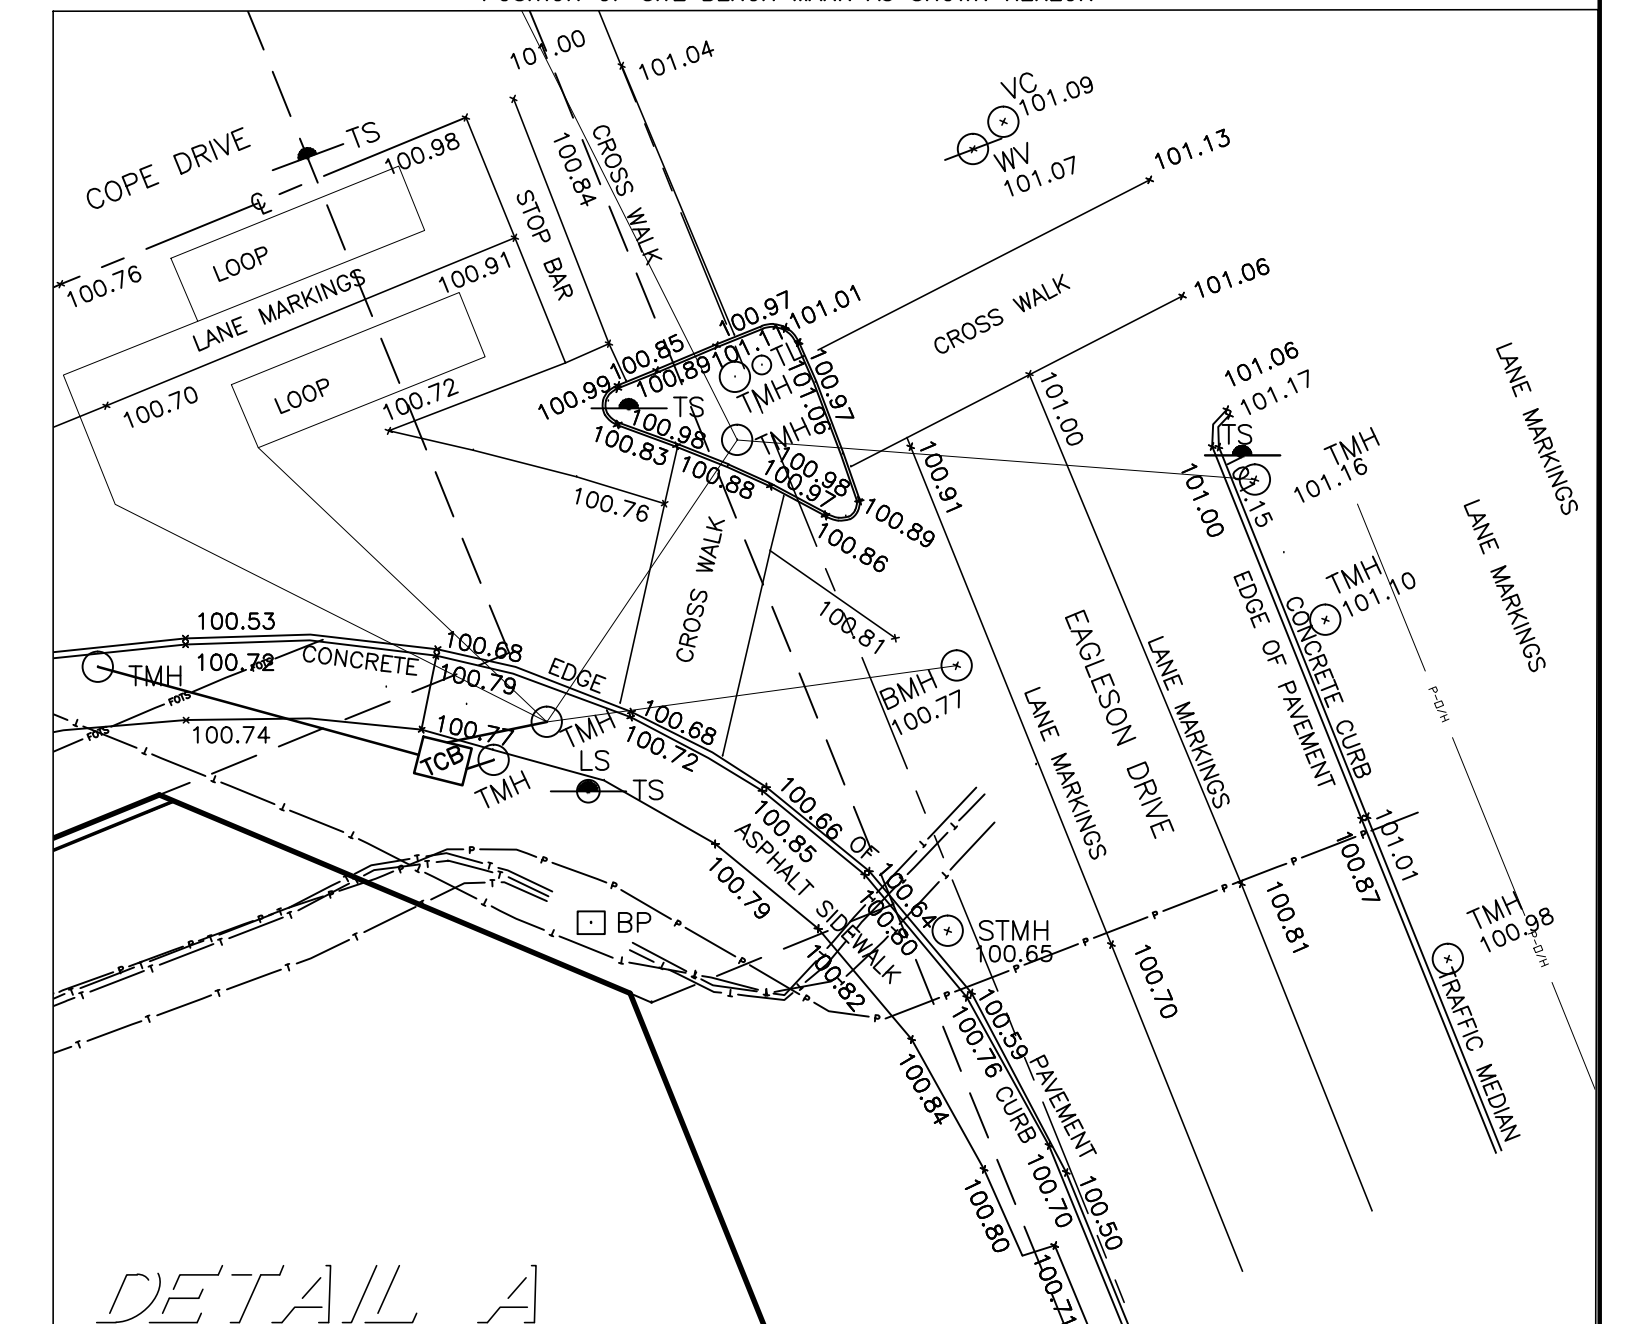 101.00
101.04
VC
101.09
WV
101.07
101.13
COPE DRIVE
TS
100.98
100.84
CROSS WALK
STOP BAR
℄
LOOP
100.76
100.91
LANE MARKINGS
LOOP
100.70
100.72
CROSS WALK
101.06
100.97
101.01
100.85
101.11
TL
100.89
100.99
TMH
100.97
101.06
TS
100.98
TMH
100.83
100.88
100.98
100.97
100.89
100.86
100.76
101.00
100.91
101.06
101.17
TS
TMH
101.16
101.00
LANE MARKINGS
LANE MARKINGS
TMH
101.10
EDGE OF PAVEMENT
CONCRETE CURB
CROSS WALK
100.81
EAGLESON DRIVE
LANE MARKINGS
LANE MARKINGS
100.53
100.72
TMH
FOTS
FOTS
CONCRETE
100.68
100.79
EDGE
BMH
100.77
P-D/H
100.74
100.77
TCB
TMH
100.68
100.72
TMH
LS
TS
100.66
100.85
OF
ASPHALT SIDEWALK
100.79
100.64
100.80
BP
STMH
100.65
100.82
101.01
100.87
100.81
100.70
TMH
100.98
P-D/H
TRAFFIC MEDIAN
100.59
PAVEMENT
100.76
CURB
100.84
100.70
100.50
100.80
100.71
DETAIL A